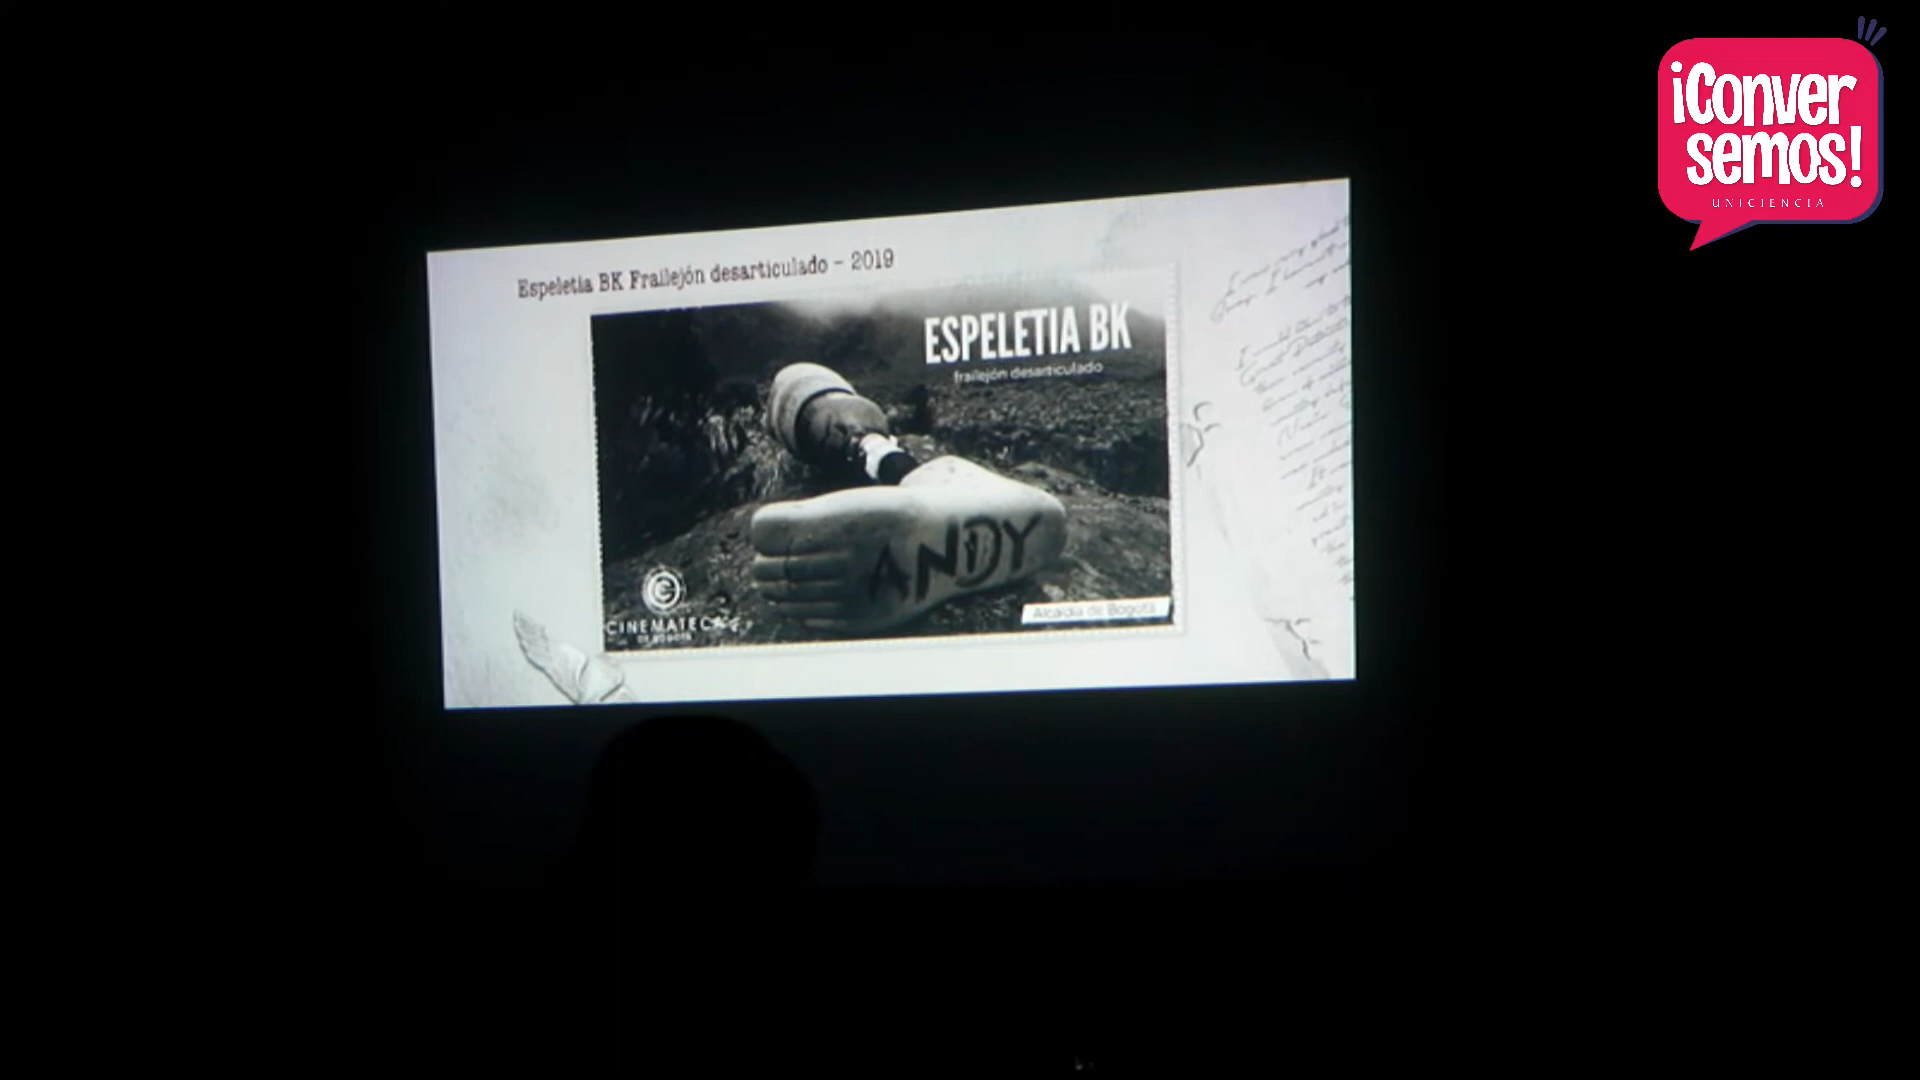 ¡Conver
semos!
UNICIENCIA
Espeletia BK Frailejón desarticulado - 2019
ESPELETIA BK
frailejón desarticulado
ANDY
CINEMATECA
DE BOGOTÁ
Alcaldía de Bogotá